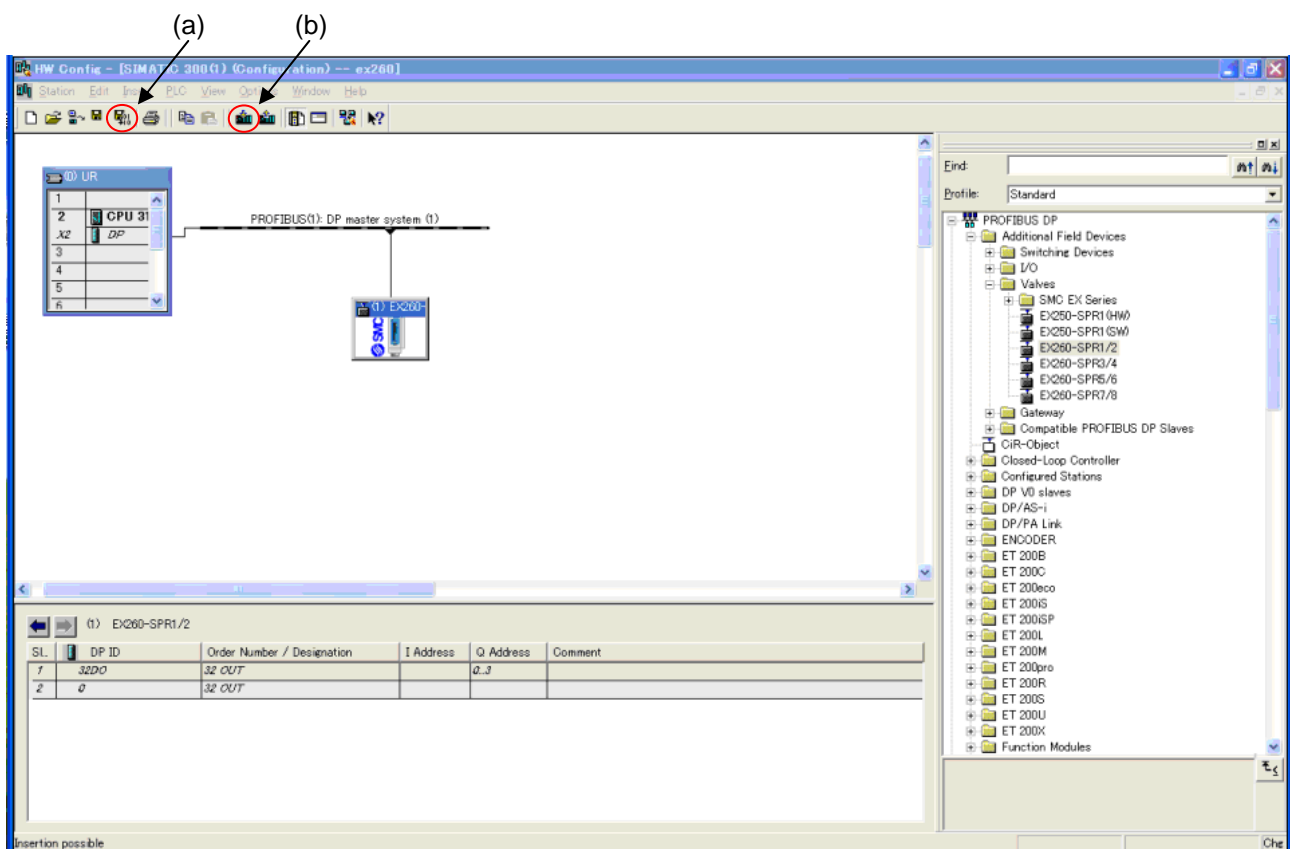 (a) (b)
HW Config - [SIMATIC 300(1) (Configuration) -- ex260]
Station Edit Insert PLC View Options Window Help
(0) UR
1
2 CPU 31
X2 DP
3
4
5
6
PROFIBUS(1): DP master system (1)
(1) EX260-
SMC
Find:
Profile: Standard
PROFIBUS DP
Additional Field Devices
Switching Devices
I/O
Valves
SMC EX Series
EX250-SPR1(HW)
EX250-SPR1(SW)
EX260-SPR1/2
EX260-SPR3/4
EX260-SPR5/6
EX260-SPR7/8
Gateway
Compatible PROFIBUS DP Slaves
CiR-Object
Closed-Loop Controller
Configured Stations
DP V0 slaves
DP/AS-i
DP/PA Link
ENCODER
ET 200B
ET 200C
ET 200eco
ET 200iS
ET 200iSP
ET 200L
ET 200M
ET 200pro
ET 200R
ET 200S
ET 200U
ET 200X
Function Modules
(1) EX260-SPR1/2
S... DP ID Order Number / Designation I Address Q Address Comment
1 32DO 32 OUT 0..3
2 0 32 OUT
Insertion possible Chg